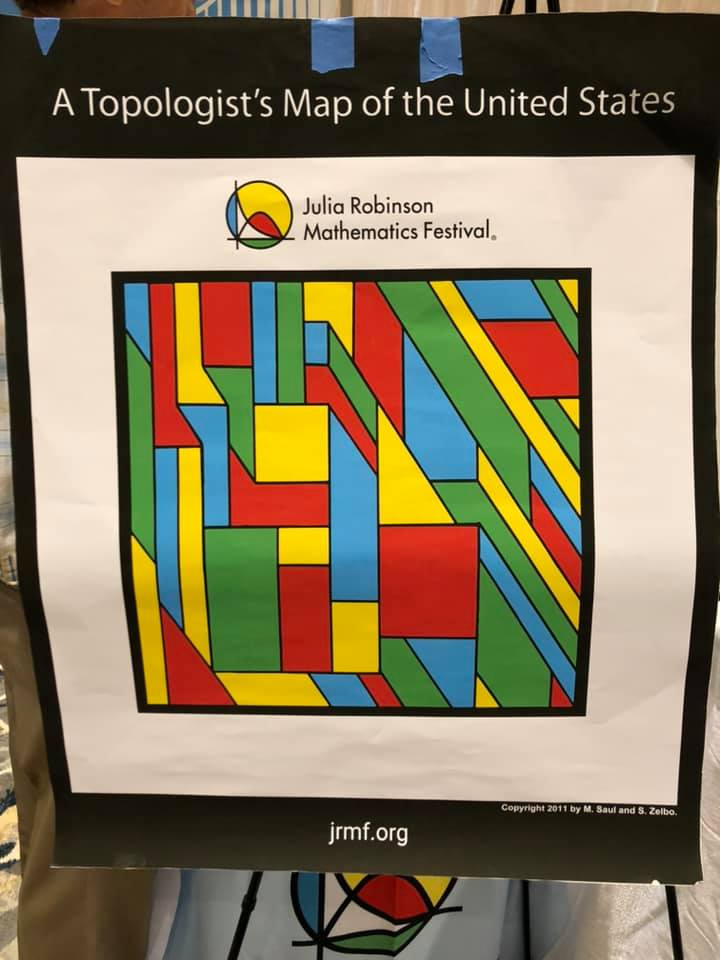 A Topologist's Map of the United States
Julia Robinson
Mathematics Festival®
Copyright 2011 by M. Saul and S. Zelbo.
jrmf.org